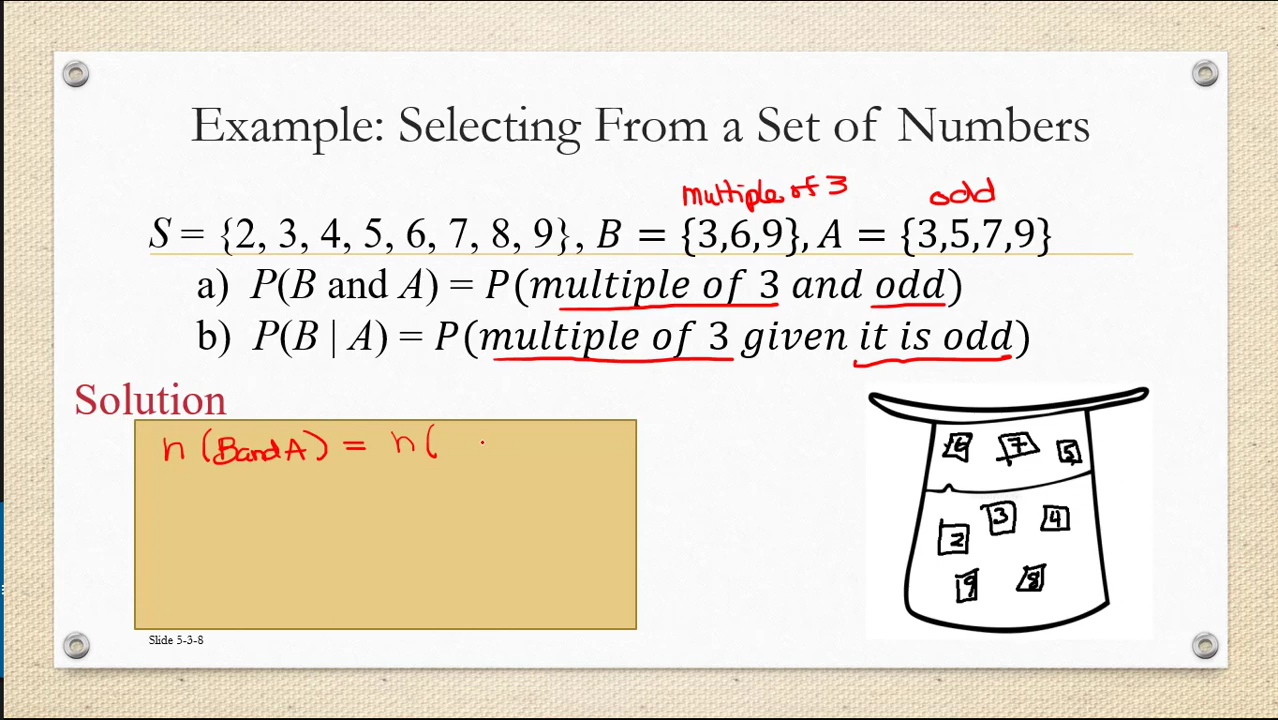 Example: Selecting From a Set of Numbers
multiple of 3 odd
S = {2, 3, 4, 5, 6, 7, 8, 9}, B = {3,6,9}, A = {3,5,7,9}
a) P(B and A) = P(multiple of 3 and odd)
b) P(B | A) = P(multiple of 3 given it is odd)
Solution
n (B and A) = n (
6 7 5
2 3 4
9 8
Slide 5-3-8